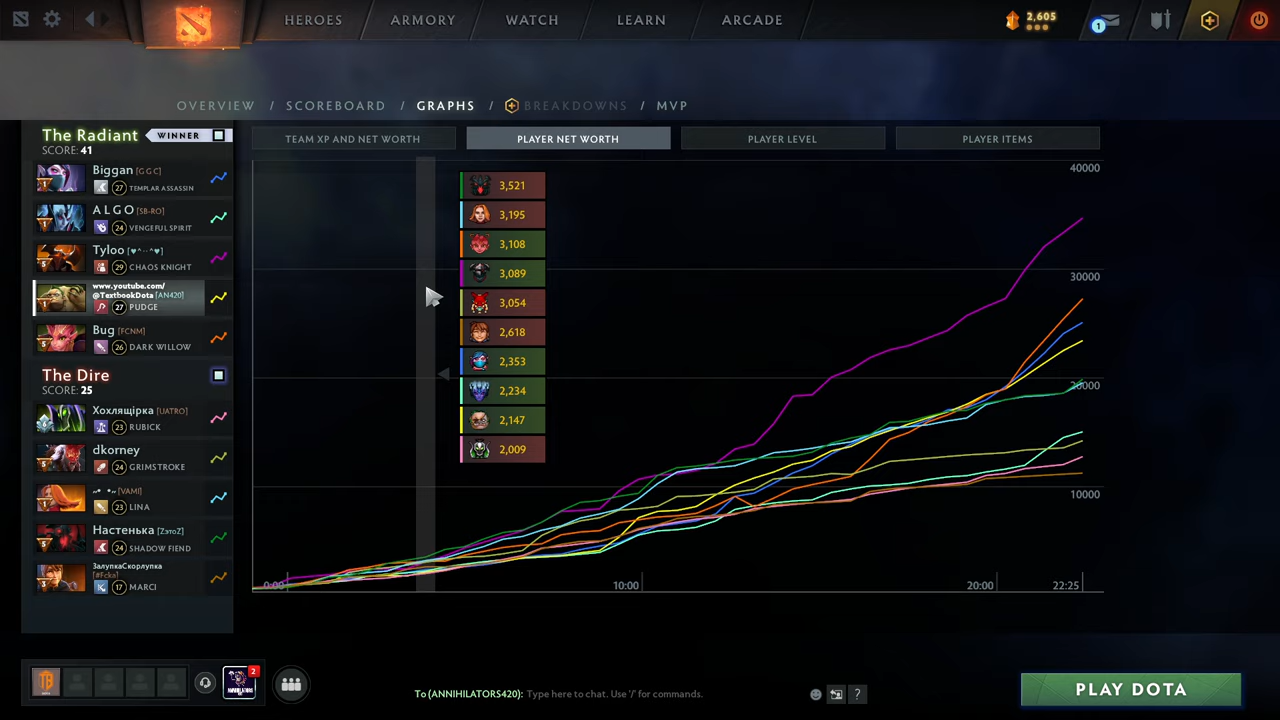 HEROES
ARMORY
WATCH
LEARN
ARCADE
2,605
1
OVERVIEW / SCOREBOARD / GRAPHS / BREAKDOWNS / MVP
The Radiant
WINNER
SCORE: 41
TEAM XP AND NET WORTH
PLAYER NET WORTH
PLAYER LEVEL
PLAYER ITEMS
Biggan [GGC]
27 TEMPLAR ASSASSIN
A L G O [SB-RO]
24 VENGEFUL SPIRIT
Tyloo [♥^--^♥]
29 CHAOS KNIGHT
www.youtube.com/
@TextbookDota [AN420]
27 PUDGE
Bug [FCNM]
26 DARK WILLOW
The Dire
SCORE: 25
Хохляцiрка [UATRO]
23 RUBICK
dkorney
24 GRIMSTROKE
[VAMI]
23 LINA
Настенька [ZэтоZ]
24 SHADOW FIEND
ЗалупкаСкорлупка
[#Fcka]
17 MARCI
3,521
3,195
3,108
3,089
3,054
2,618
2,353
2,234
2,147
2,009
40000
30000
20000
10000
0:00
10:00
20:00
22:25
2
To (ANNIHILATORS420): Type here to chat. Use '/' for commands.
?
PLAY DOTA